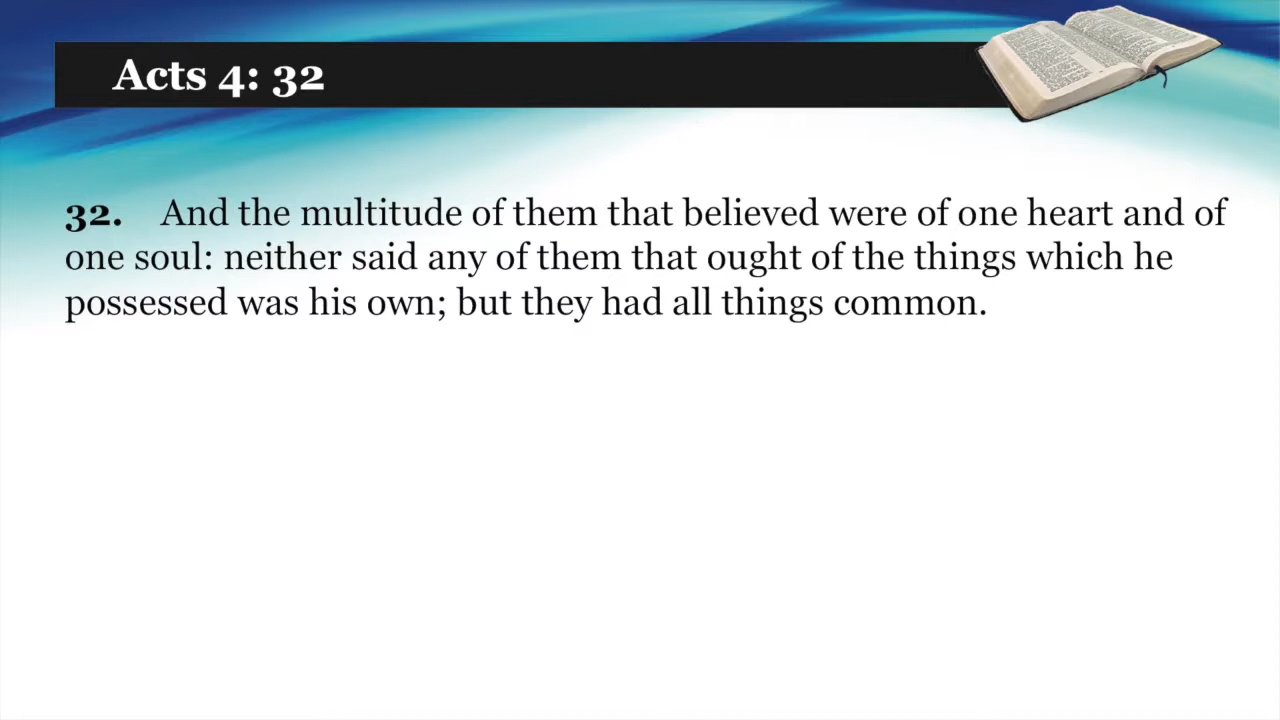 Acts 4: 32
32. And the multitude of them that believed were of one heart and of
one soul: neither said any of them that ought of the things which he
possessed was his own; but they had all things common.